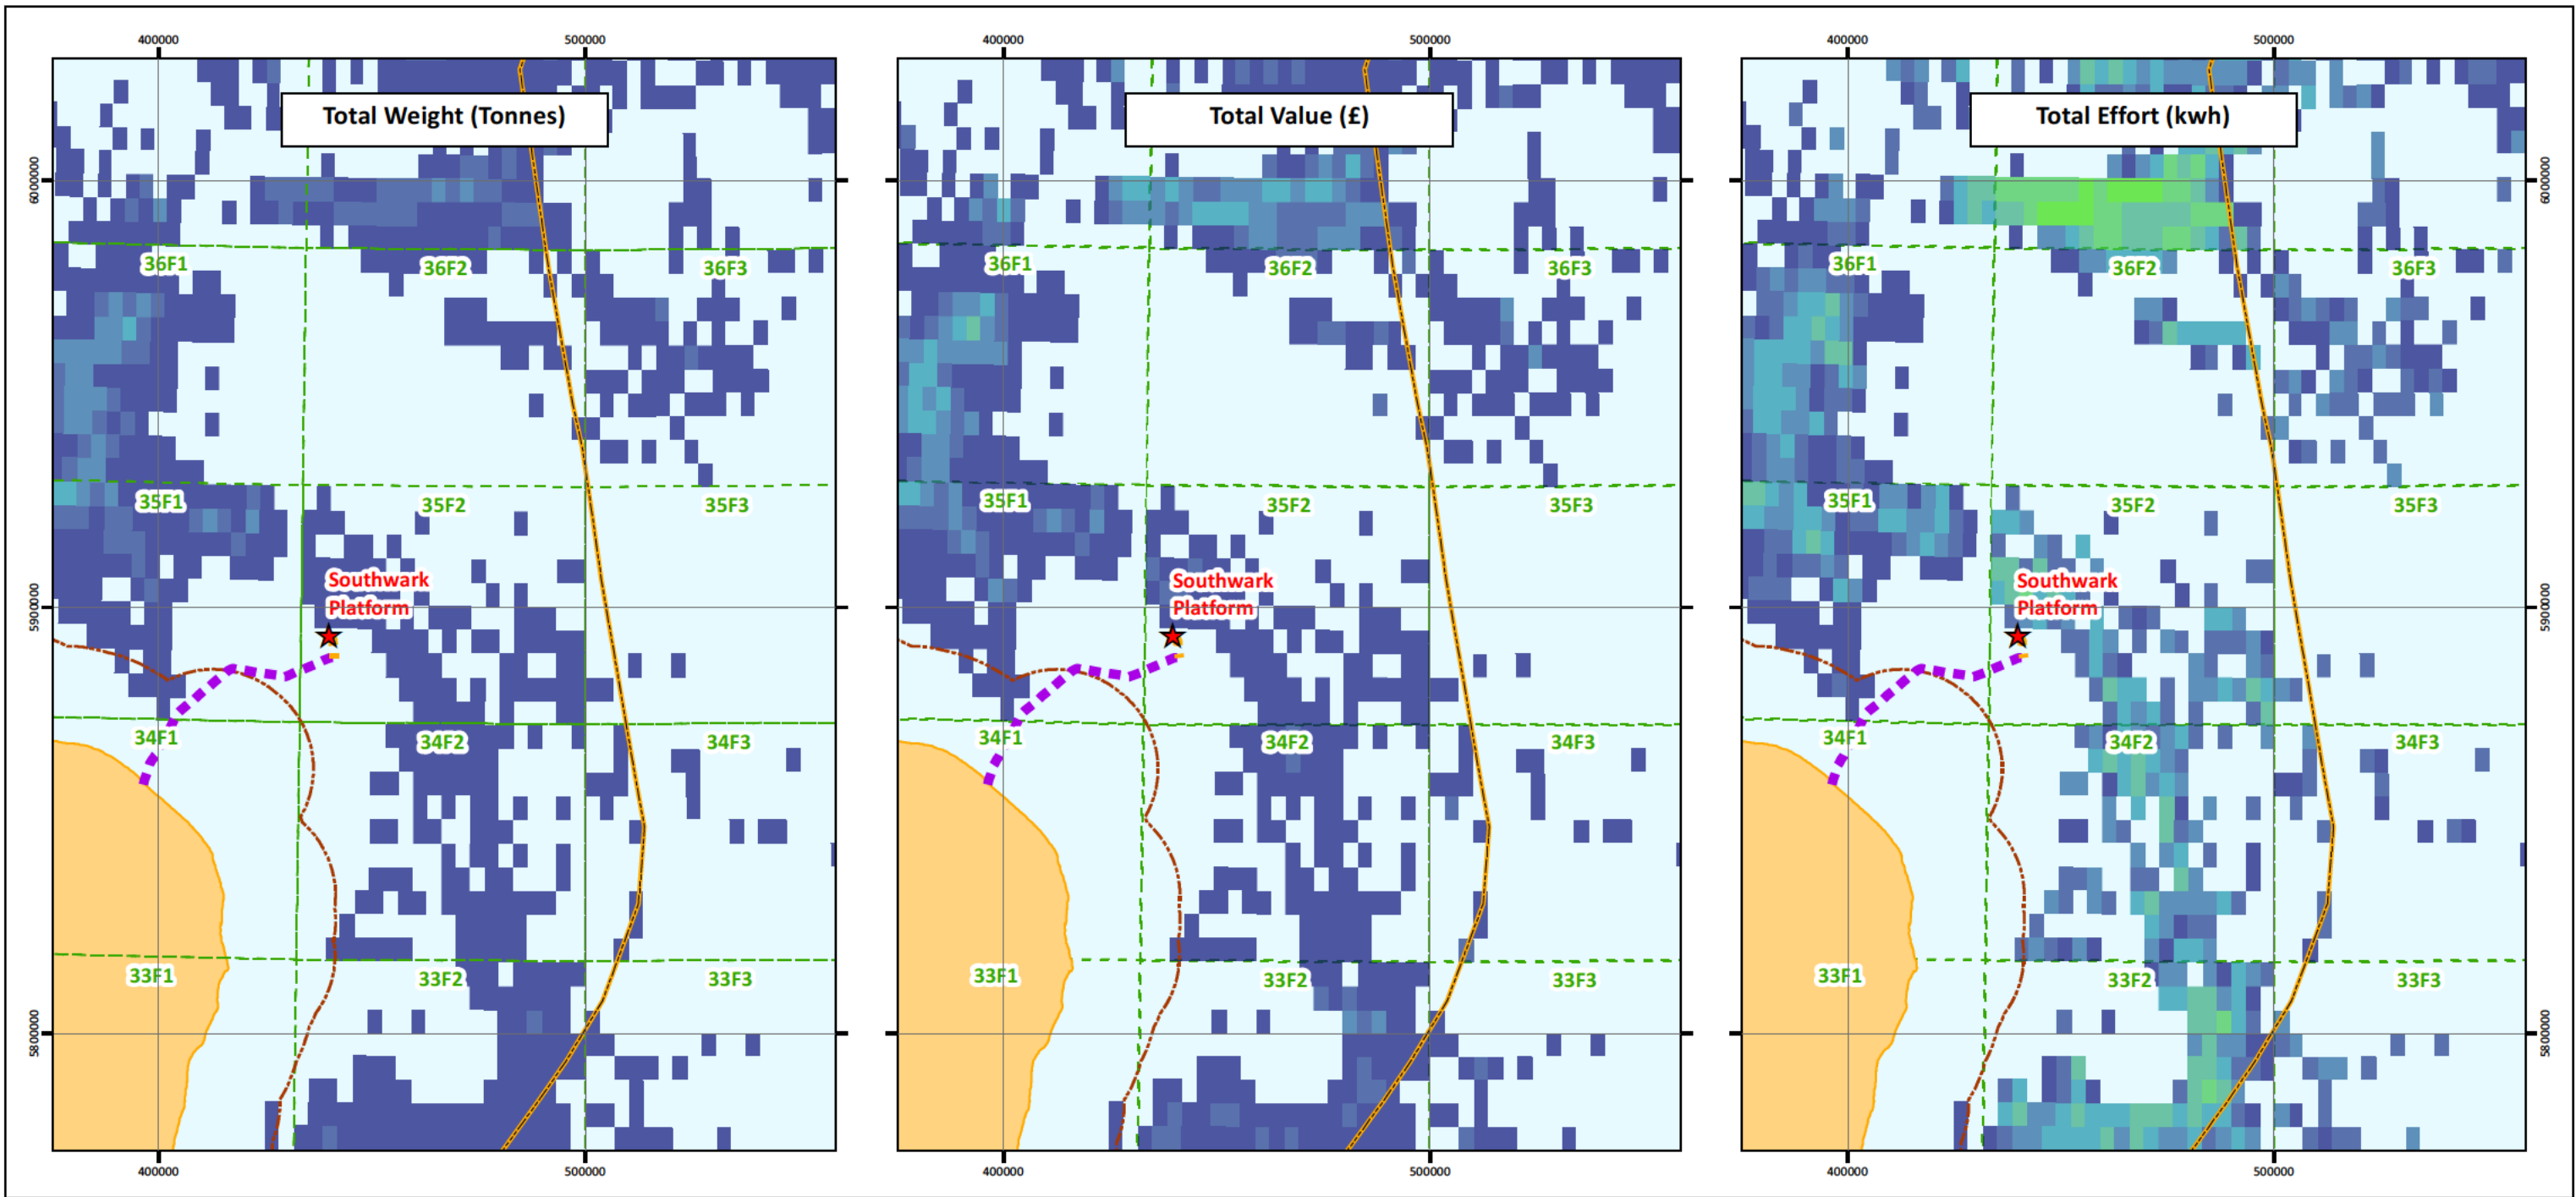 400000
500000
400000
500000
400000
500000
Total Weight (Tonnes)
Total Value (£)
Total Effort (kwh)
6000000
6000000
36F1
36F2
36F3
36F1
36F2
36F3
36F1
36F2
36F3
35F1
35F2
35F3
35F1
35F2
35F3
35F1
35F2
35F3
Southwark
Platform
Southwark
Platform
Southwark
Platform
5900000
5900000
34F1
34F2
34F3
34F1
34F2
34F3
34F1
34F2
34F3
33F1
33F2
33F3
33F1
33F2
33F3
33F1
33F2
33F3
5800000
5800000
400000
500000
400000
500000
400000
500000